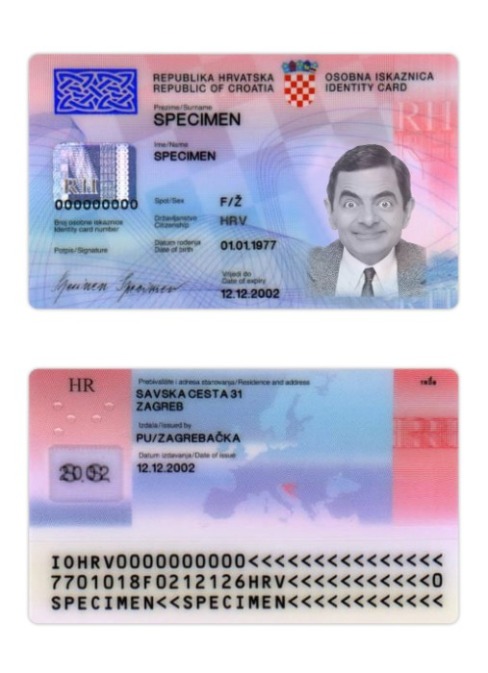 REPUBLIKA HRVATSKA
REPUBLIC OF CROATIA
OSOBNA ISKAZNICA
IDENTITY CARD
Prezime/Surname
SPECIMEN
Ime/Name
SPECIMEN
RH
000000000
Broj osobne iskaznice
Identity card number
Potpis/Signature
Specimen Specimen
Spol/Sex
F/Ž
Državljanstvo
Citizenship
HRV
Datum rođenja
Date of birth
01.01.1977
Vrijedi do
Date of expiry
12.12.2002
HR
Prebivalište i adresa stanovanja/Residence and address
SAVSKA CESTA 31
ZAGREB
Izdala/Issued by
PU/ZAGREBAČKA
Datum izdavanja/Date of issue
12.12.2002
RH
IOHRV0000000000<<<<<<<<<<<<<<<
7701018F0212126HRV<<<<<<<<<<<0
SPECIMEN<<SPECIMEN<<<<<<<<<<<<